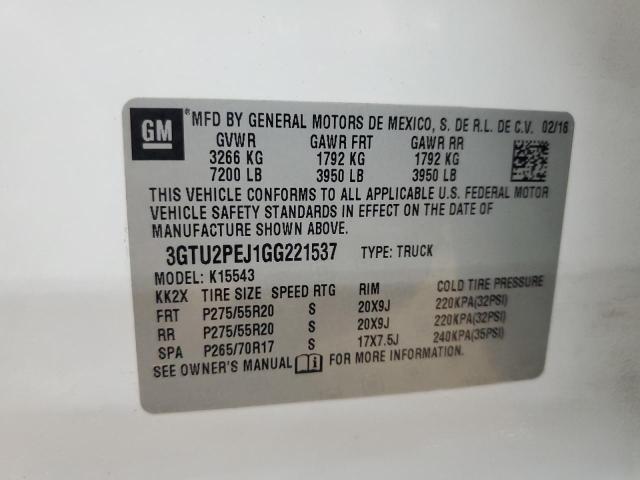 GM ® MFD BY GENERAL MOTORS DE MEXICO, S. DE R.L. DE C.V. 02/16
GVWR GAWR FRT GAWR RR
3266 KG 1792 KG 1792 KG
7200 LB 3950 LB 3950 LB
THIS VEHICLE CONFORMS TO ALL APPLICABLE U.S. FEDERAL MOTOR
VEHICLE SAFETY STANDARDS IN EFFECT ON THE DATE OF
MANUFACTURE SHOWN ABOVE.
3GTU2PEJ1GG221537 TYPE: TRUCK
MODEL: K15543
KK2X TIRE SIZE SPEED RTG RIM COLD TIRE PRESSURE
FRT P275/55R20 S 20X9J 220KPA(32PSI)
RR P275/55R20 S 20X9J 220KPA(32PSI)
SPA P265/70R17 S 17X7.5J 240KPA(35PSI)
SEE OWNER'S MANUAL i FOR MORE INFORMATION.